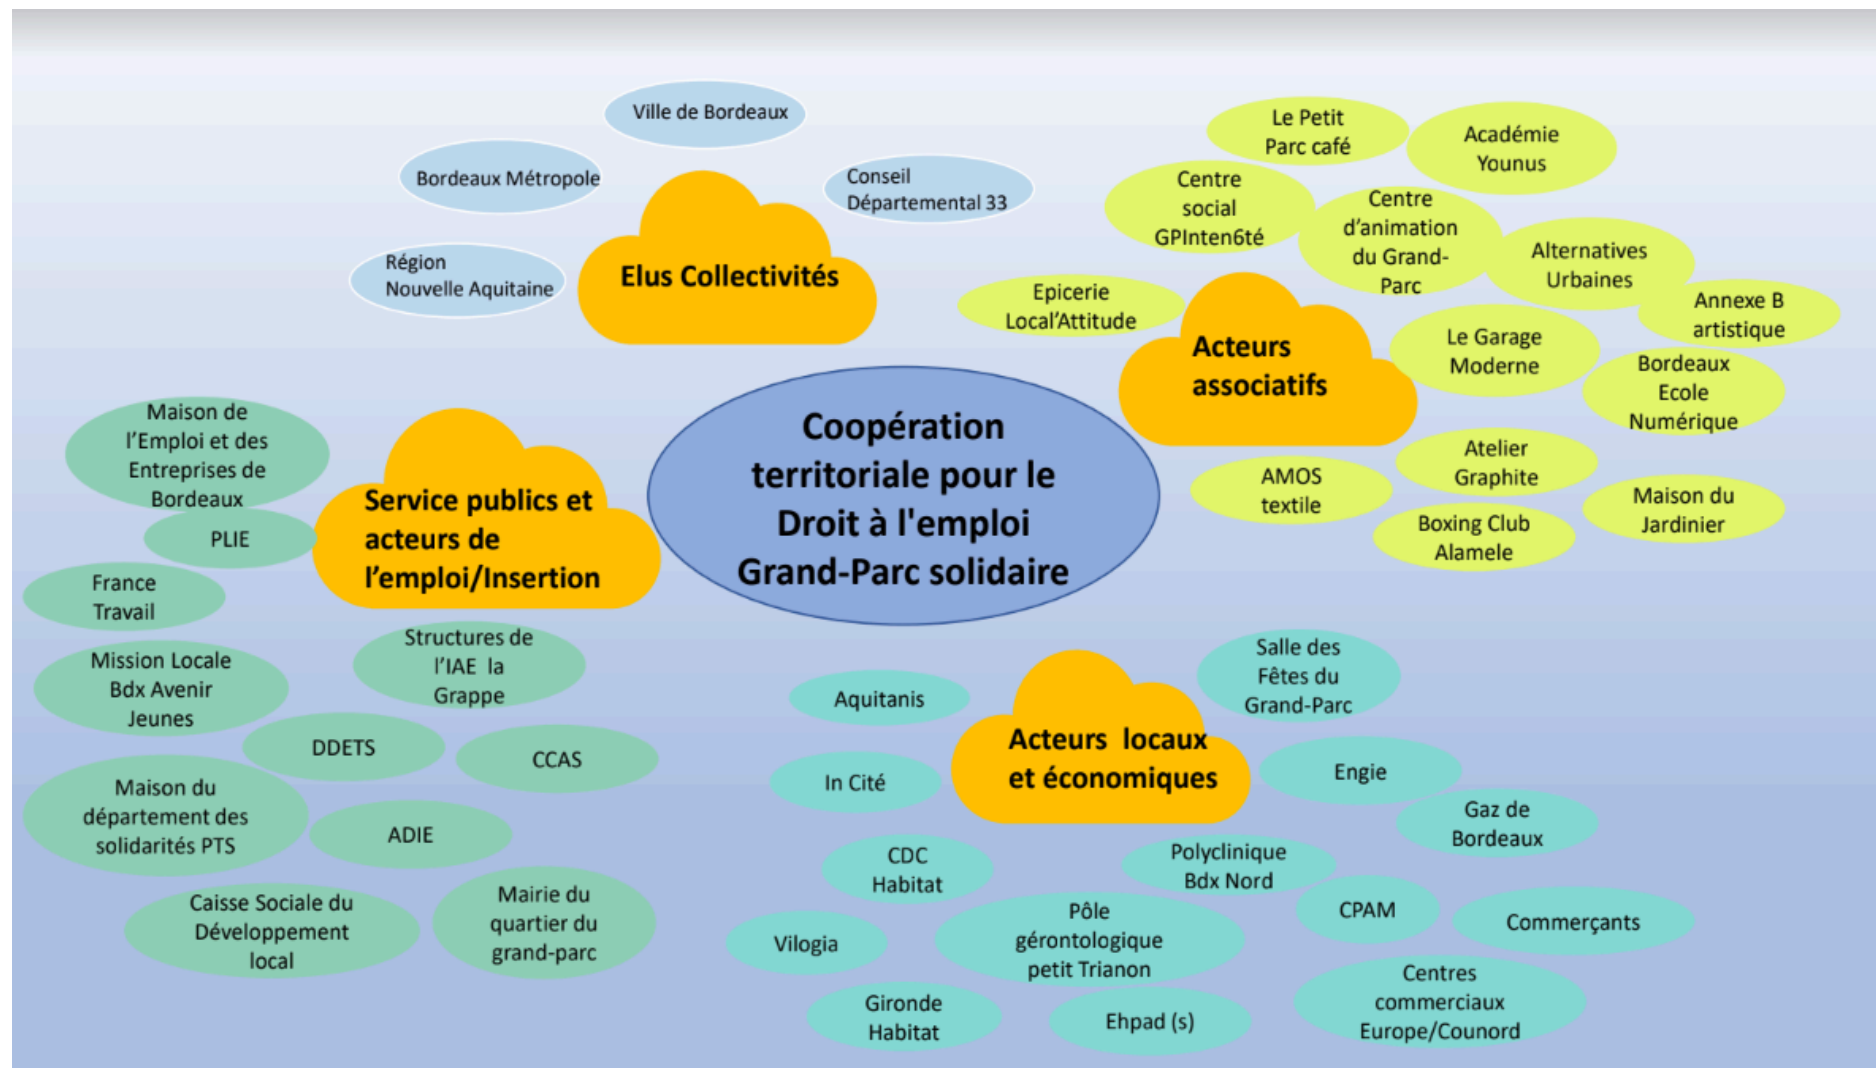 Ville de Bordeaux
Bordeaux Métropole
Conseil
Départemental 33
Région
Nouvelle Aquitaine
Elus Collectivités
Le Petit
Parc café
Académie
Younus
Centre
social
GPInten6té
Centre
d'animation
du Grand-
Parc
Alternatives
Urbaines
Annexe B
artistique
Epicerie
Local'Attitude
Acteurs
associatifs
Le Garage
Moderne
Bordeaux
Ecole
Numérique
Atelier
Graphite
AMOS
textile
Maison du
Jardinier
Boxing Club
Alamele
Coopération
territoriale pour le
Droit à l'emploi
Grand-Parc solidaire
Maison de
l'Emploi et des
Entreprises de
Bordeaux
PLIE
Service publics et
acteurs de
l'emploi/Insertion
France
Travail
Structures de
l'IAE  la
Grappe
Mission Locale
Bdx Avenir
Jeunes
DDETS
CCAS
Maison du
département des
solidarités PTS
ADIE
Caisse Sociale du
Développement
local
Mairie du
quartier du
grand-parc
Salle des
Fêtes du
Grand-Parc
Aquitanis
Acteurs  locaux
et économiques
In Cité
Engie
Gaz de
Bordeaux
CDC
Habitat
Polyclinique
Bdx Nord
CPAM
Commerçants
Vilogia
Pôle
gérontologique
petit Trianon
Gironde
Habitat
Ehpad (s)
Centres
commerciaux
Europe/Counord